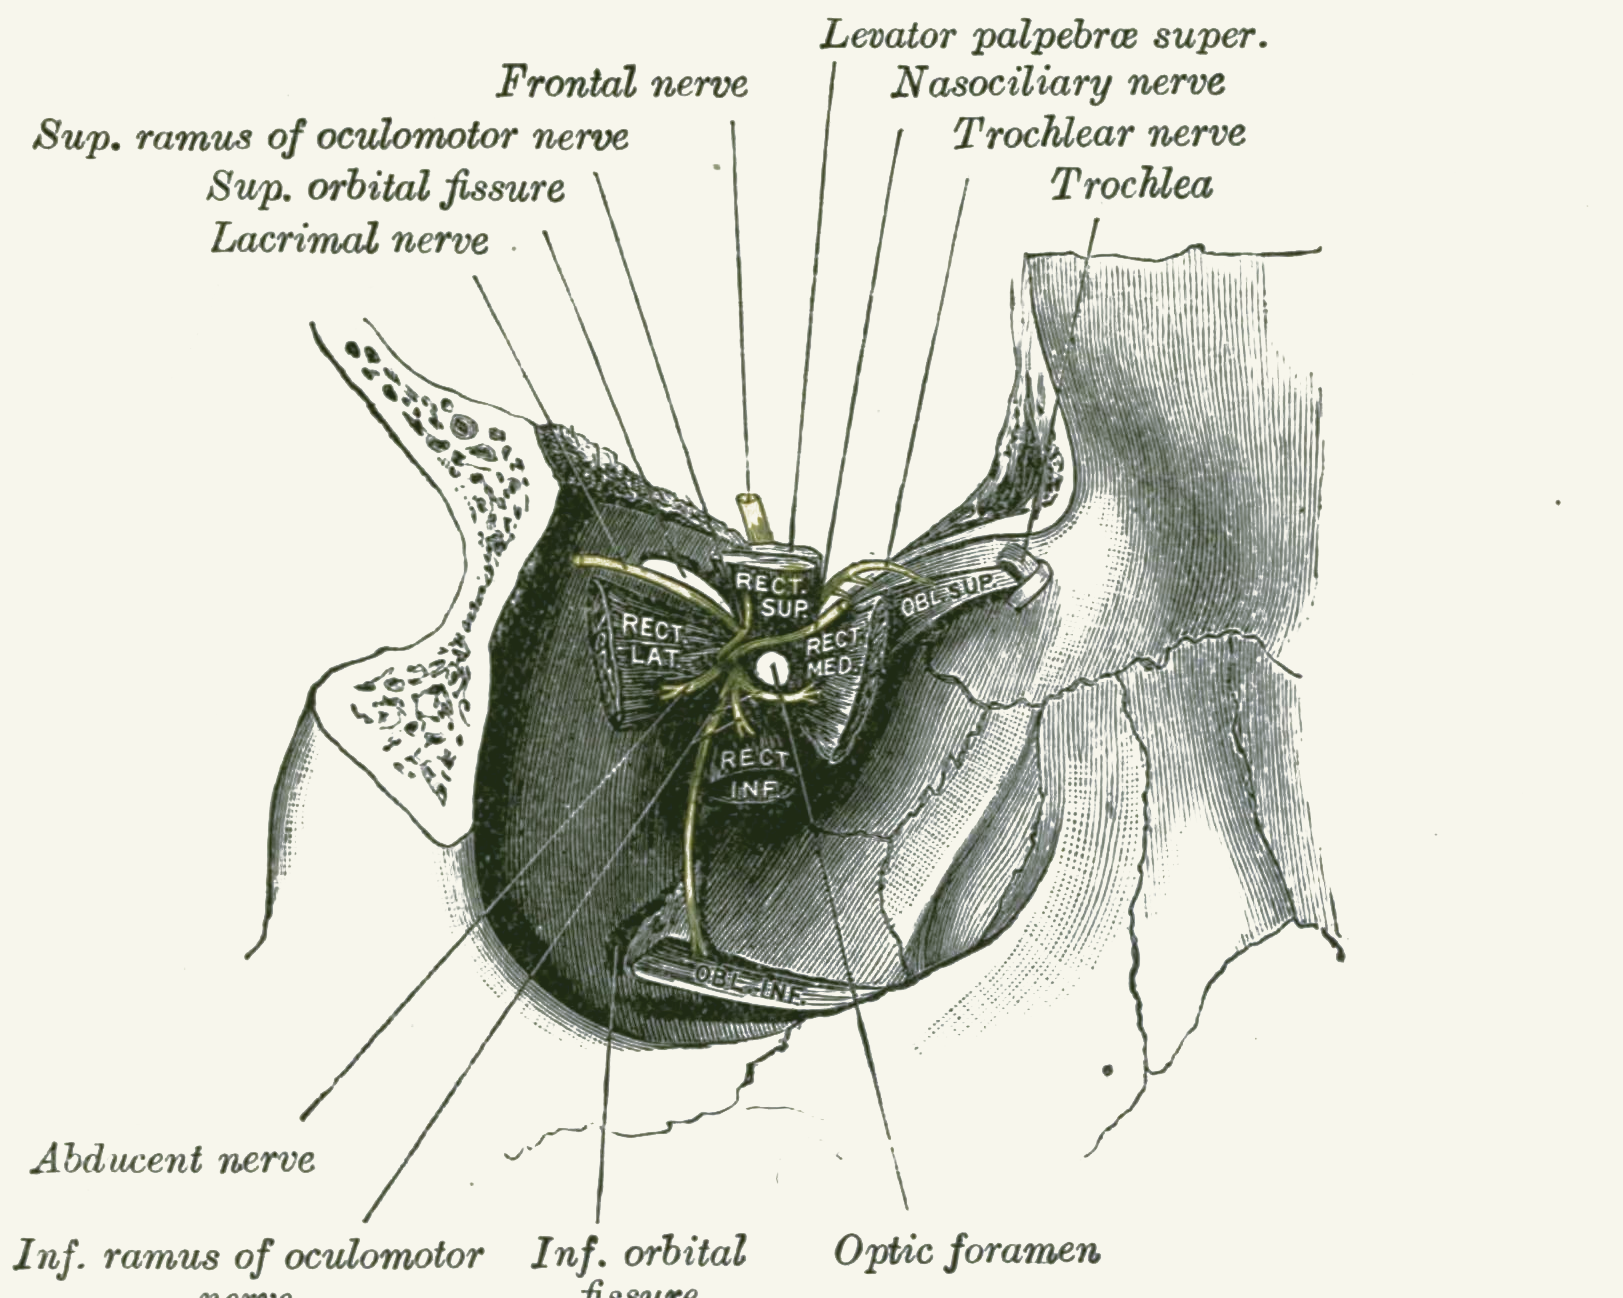 Levator palpebræ super.
Frontal nerve
Nasociliary nerve
Sup. ramus of oculomotor nerve
Trochlear nerve
Sup. orbital fissure
Trochlea
Lacrimal nerve
RECT.
SUP.
OBL. SUP.
RECT.
LAT.
RECT.
MED.
RECT
INF.
OBL. INF.
Abducent nerve
Inf. ramus of oculomotor
nerve
Inf. orbital
fissure
Optic foramen